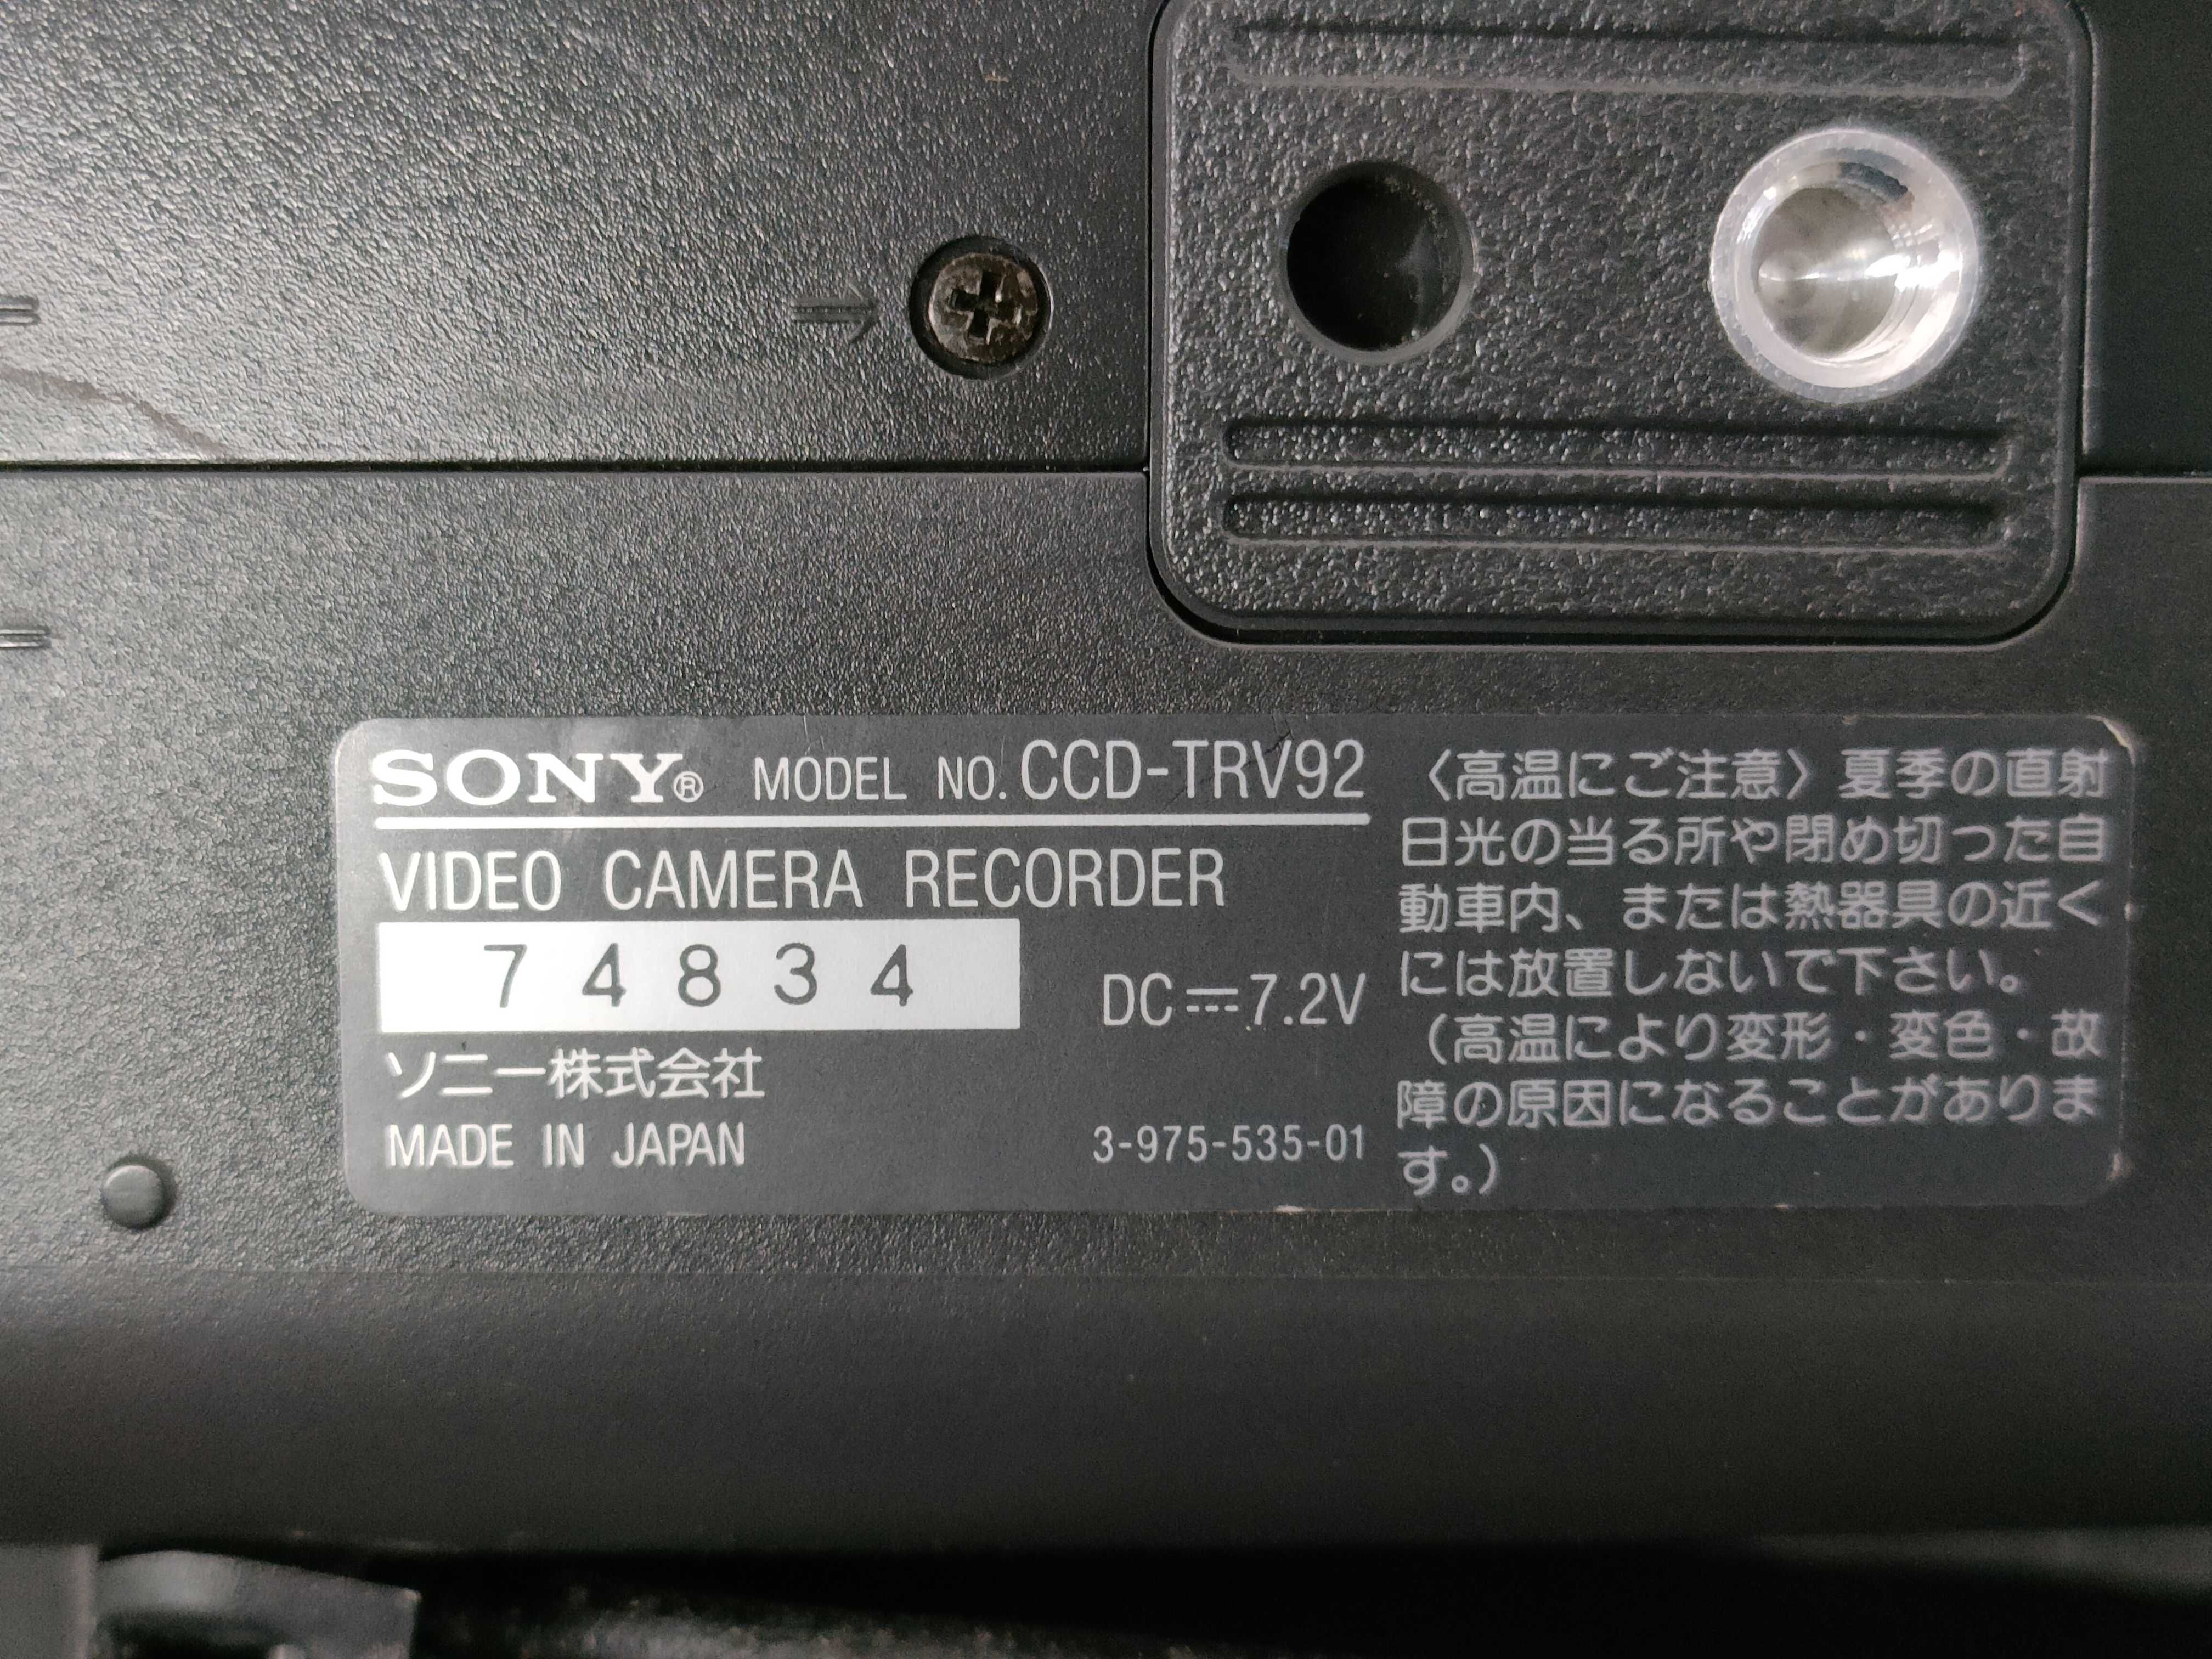 SONY® MODEL NO. CCD-TRV92
VIDEO CAMERA RECORDER
74834
DC⎓7.2V
ソニー株式会社
MADE IN JAPAN
3-975-535-01
〈高温にご注意〉夏季の直射
日光の当る所や閉め切った自
動車内、または熱器具の近く
には放置しないで下さい。
（高温により変形・変色・故
障の原因になることがありま
す。）